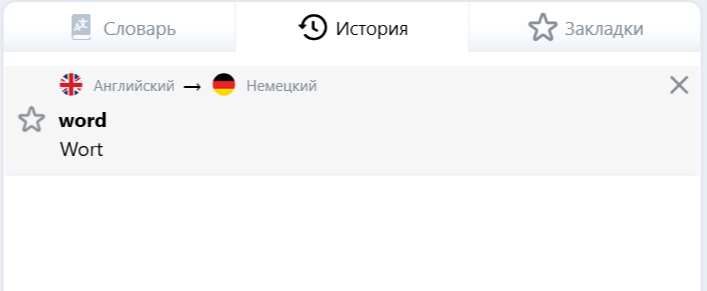 Словарь
История
Закладки
Английский → Немецкий
word
Wort